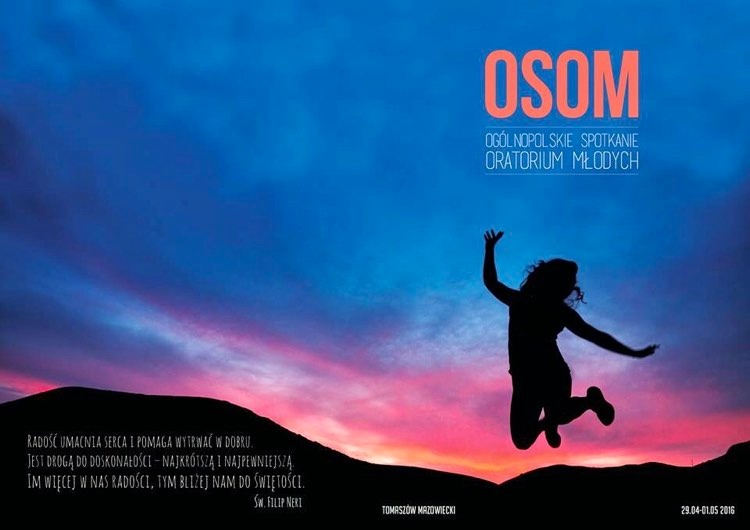 OSOM
OGÓLNOPOLSKIE SPOTKANIE
ORATORIUM MŁODYCH
RADOŚĆ UMACNIA SERCA I POMAGA WYTRWAĆ W DOBRU.
JEST DROGĄ DO DOSKONAŁOŚCI – NAJKRÓTSZĄ I NAJPEWNIEJSZĄ.
IM WIĘCEJ W NAS RADOŚCI, TYM BLIŻEJ NAM DO ŚWIĘTOŚCI.
ŚW. FILIP NERI
TOMASZÓW MAZOWIECKI
29.04-01.05 2016